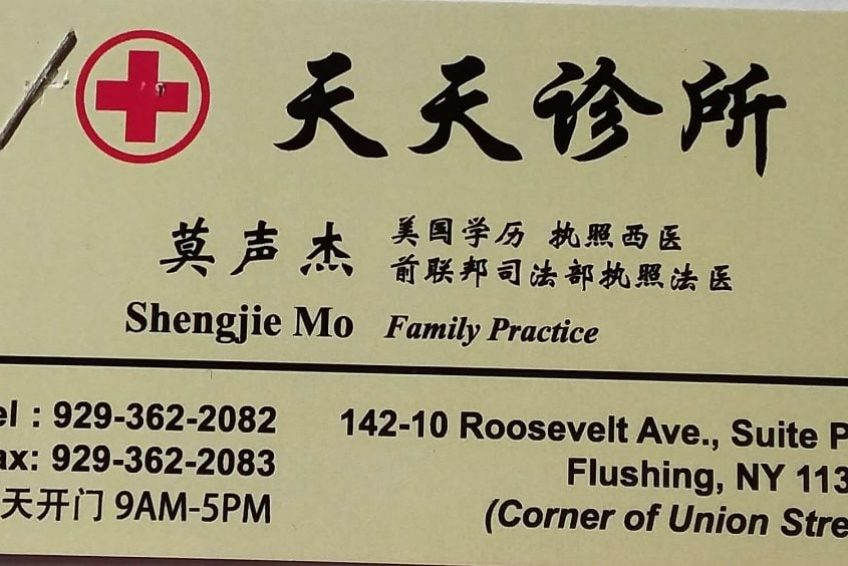 天天诊所
莫声杰
美国学历 执照西医
前联邦司法部执照法医
Shengjie Mo Family Practice
el : 929-362-2082
ax: 929-362-2083
天开门 9AM-5PM
142-10 Roosevelt Ave., Suite P
Flushing, NY 113
(Corner of Union Stre